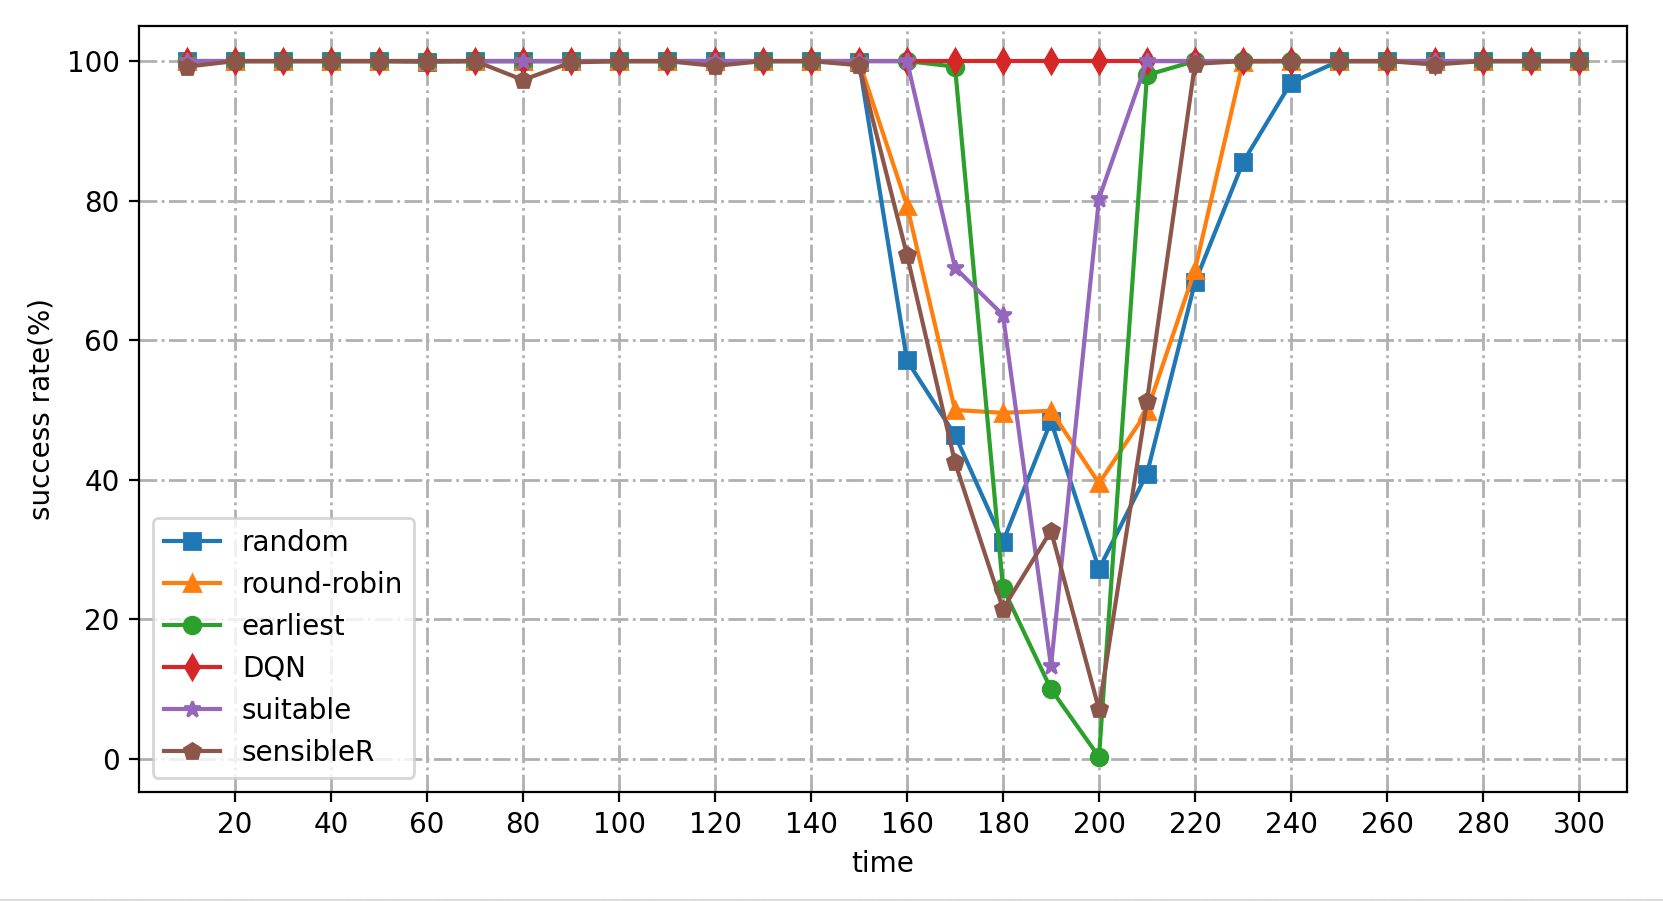 100
80
60
40
20
0
success rate(%)
random
round-robin
earliest
DQN
suitable
sensibleR
20 40 60 80 100 120 140 160 180 200 220 240 260 280 300
time